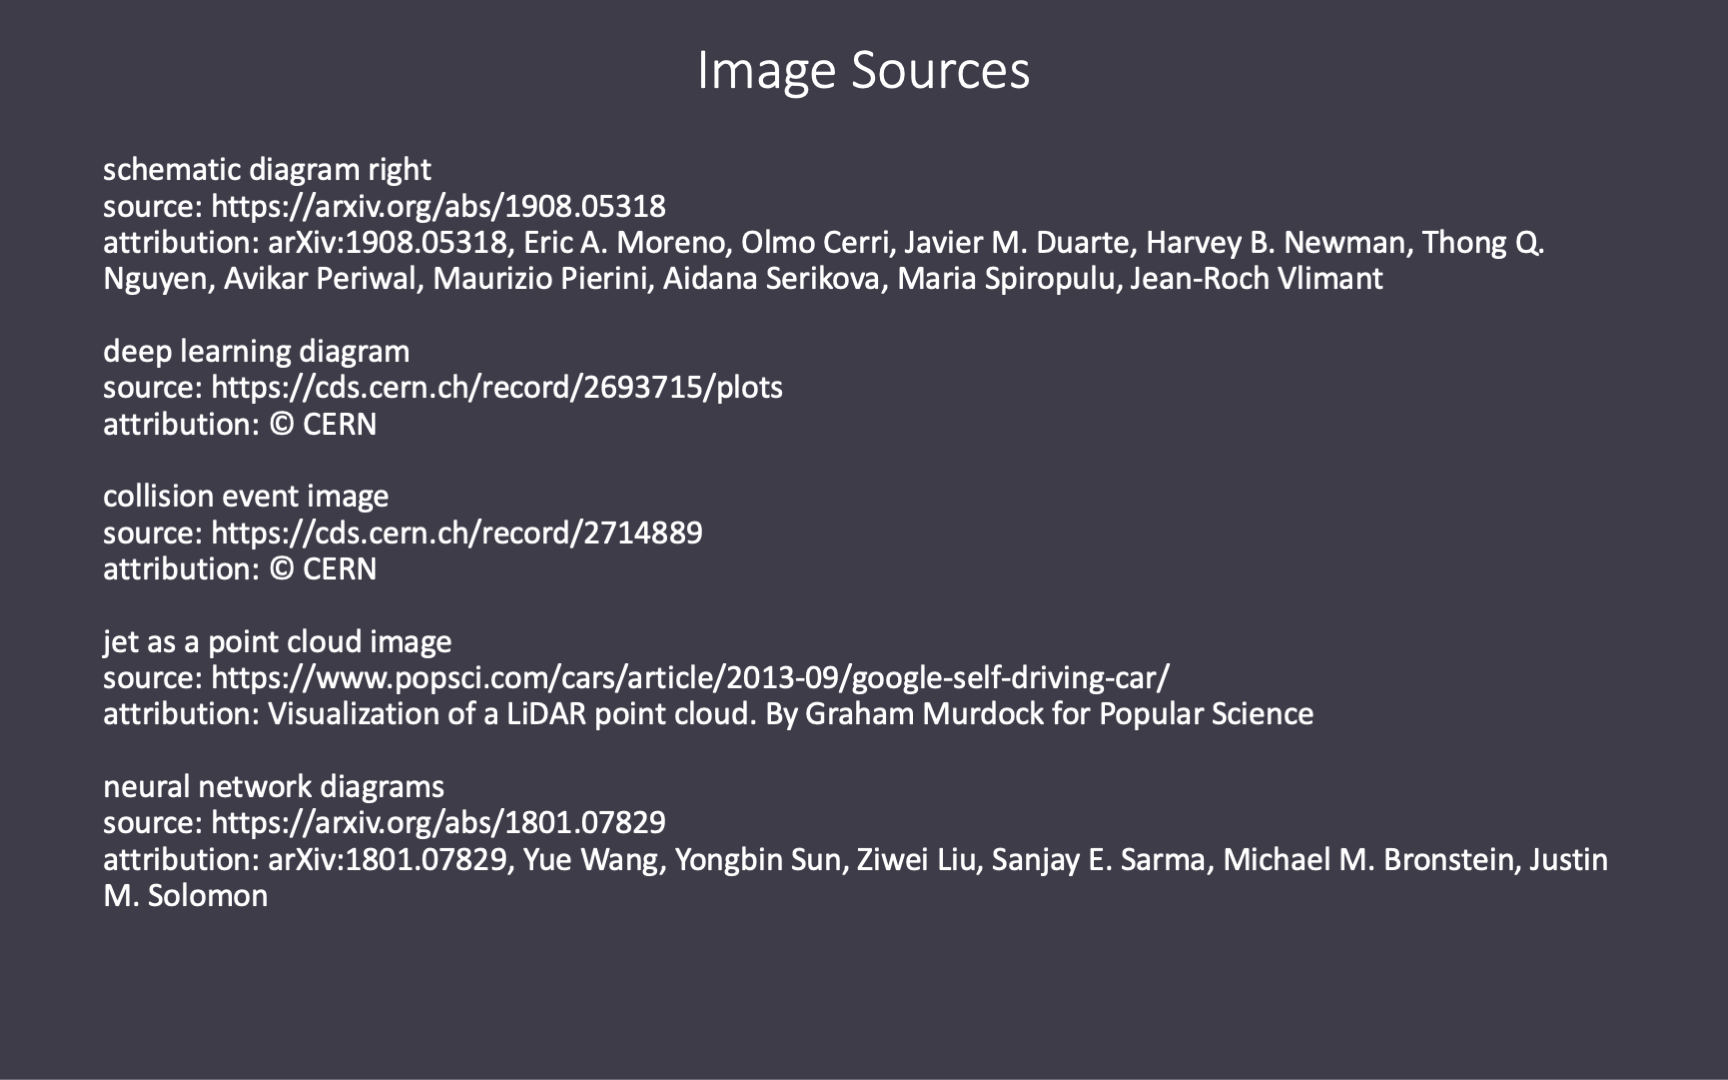 Image Sources
schematic diagram right
source: https://arxiv.org/abs/1908.05318
attribution: arXiv:1908.05318, Eric A. Moreno, Olmo Cerri, Javier M. Duarte, Harvey B. Newman, Thong Q.
Nguyen, Avikar Periwal, Maurizio Pierini, Aidana Serikova, Maria Spiropulu, Jean-Roch Vlimant
deep learning diagram
source: https://cds.cern.ch/record/2693715/plots
attribution: © CERN
collision event image
source: https://cds.cern.ch/record/2714889
attribution: © CERN
jet as a point cloud image
source: https://www.popsci.com/cars/article/2013-09/google-self-driving-car/
attribution: Visualization of a LiDAR point cloud. By Graham Murdock for Popular Science
neural network diagrams
source: https://arxiv.org/abs/1801.07829
attribution: arXiv:1801.07829, Yue Wang, Yongbin Sun, Ziwei Liu, Sanjay E. Sarma, Michael M. Bronstein, Justin
M. Solomon